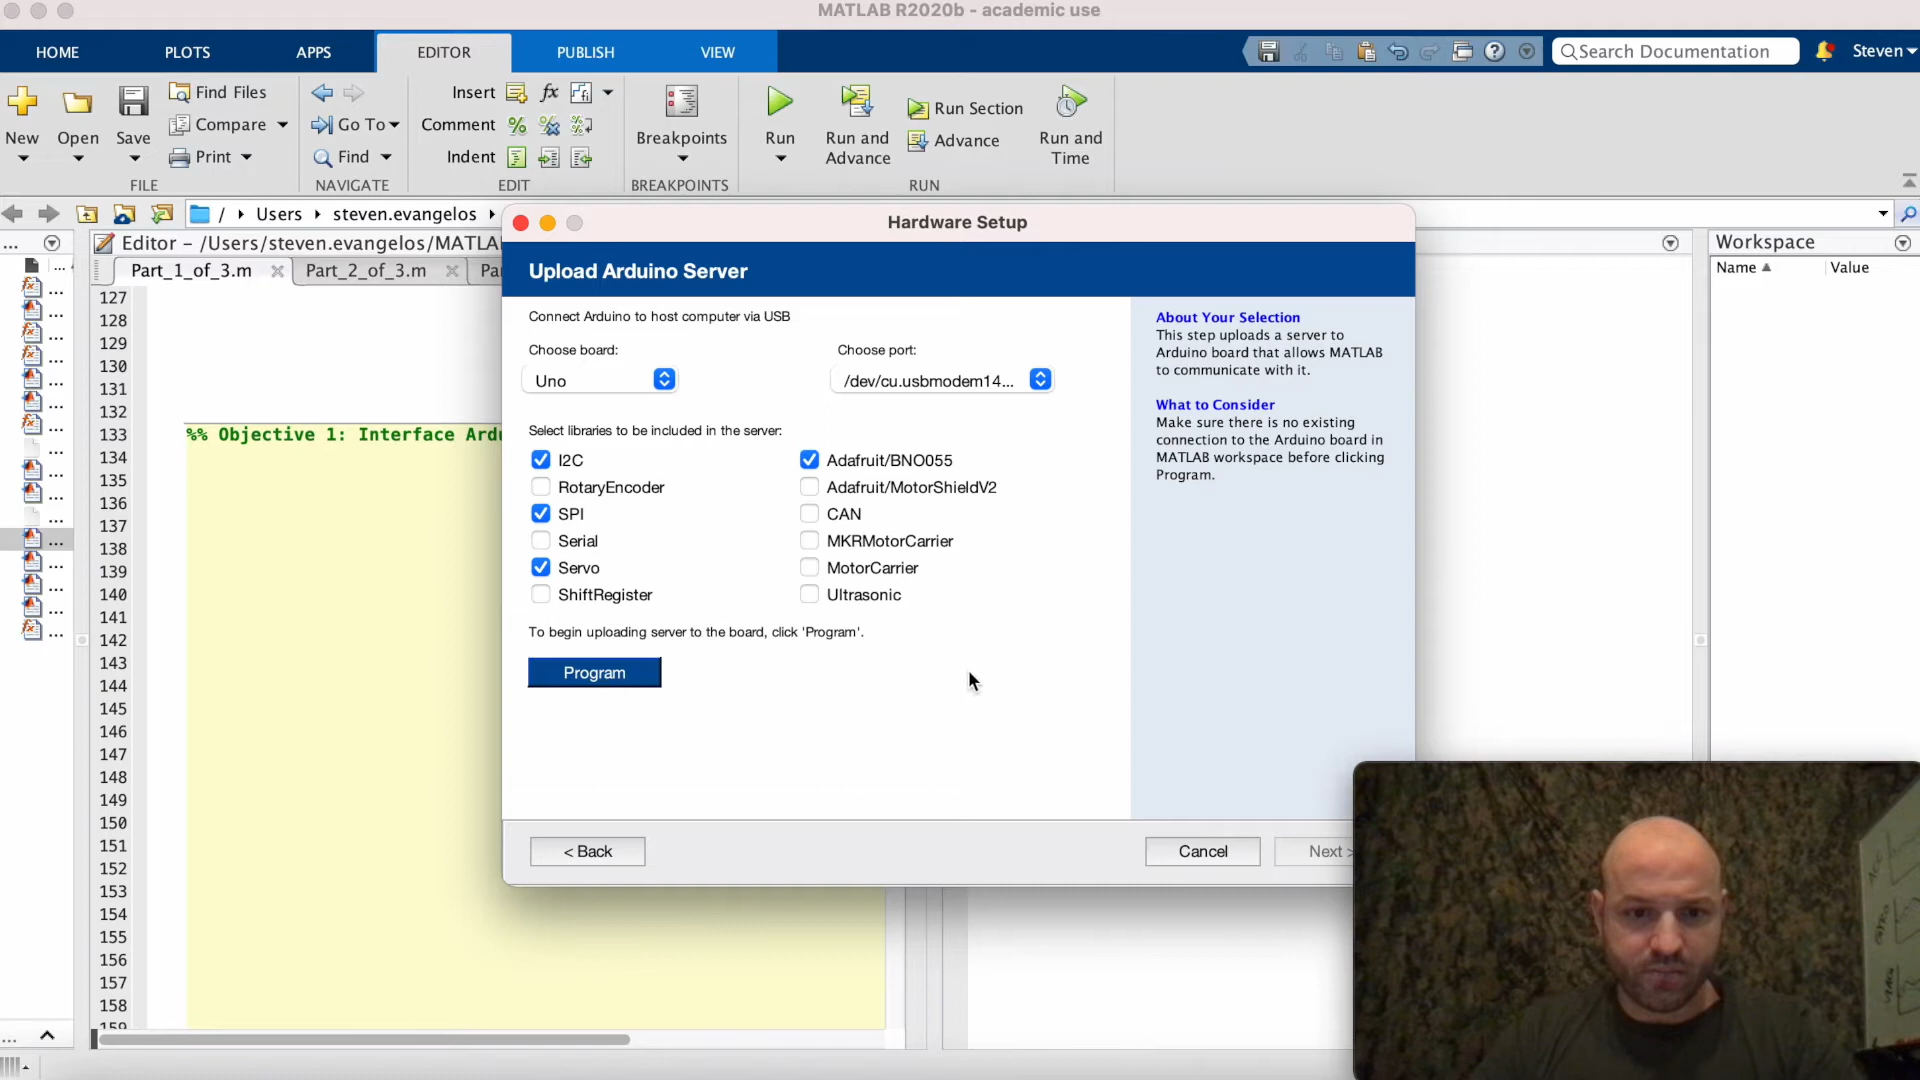 MATLAB R2020b - academic use
HOME
PLOTS
APPS
EDITOR
PUBLISH
VIEW
Search Documentation
Steven
New
Open
Save
Find Files
Compare
Print
FILE
Go To
Find
NAVIGATE
Insert
fx
Comment
Indent
EDIT
Breakpoints
BREAKPOINTS
Run
Run and Advance
Run Section
Advance
Run and Time
RUN
/ Users steven.evangelos
Editor - /Users/steven.evangelos/MATLA
Part_1_of_3.m
Part_2_of_3.m
Pa
127
128
129
130
131
132
133 %% Objective 1: Interface Ard
134
135
136
137
138
139
140
141
142
143
144
145
146
147
148
149
150
151
152
153
154
155
156
157
158
159
Workspace
Name Value
Hardware Setup
Upload Arduino Server
Connect Arduino to host computer via USB
Choose board:
Choose port:
Uno
/dev/cu.usbmodem14...
Select libraries to be included in the server:
I2C
RotaryEncoder
SPI
Serial
Servo
ShiftRegister
Adafruit/BNO055
Adafruit/MotorShieldV2
CAN
MKRMotorCarrier
MotorCarrier
Ultrasonic
To begin uploading server to the board, click 'Program'.
Program
About Your Selection
This step uploads a server to
Arduino board that allows MATLAB
to communicate with it.
What to Consider
Make sure there is no existing
connection to the Arduino board in
MATLAB workspace before clicking
Program.
< Back
Cancel
Next >